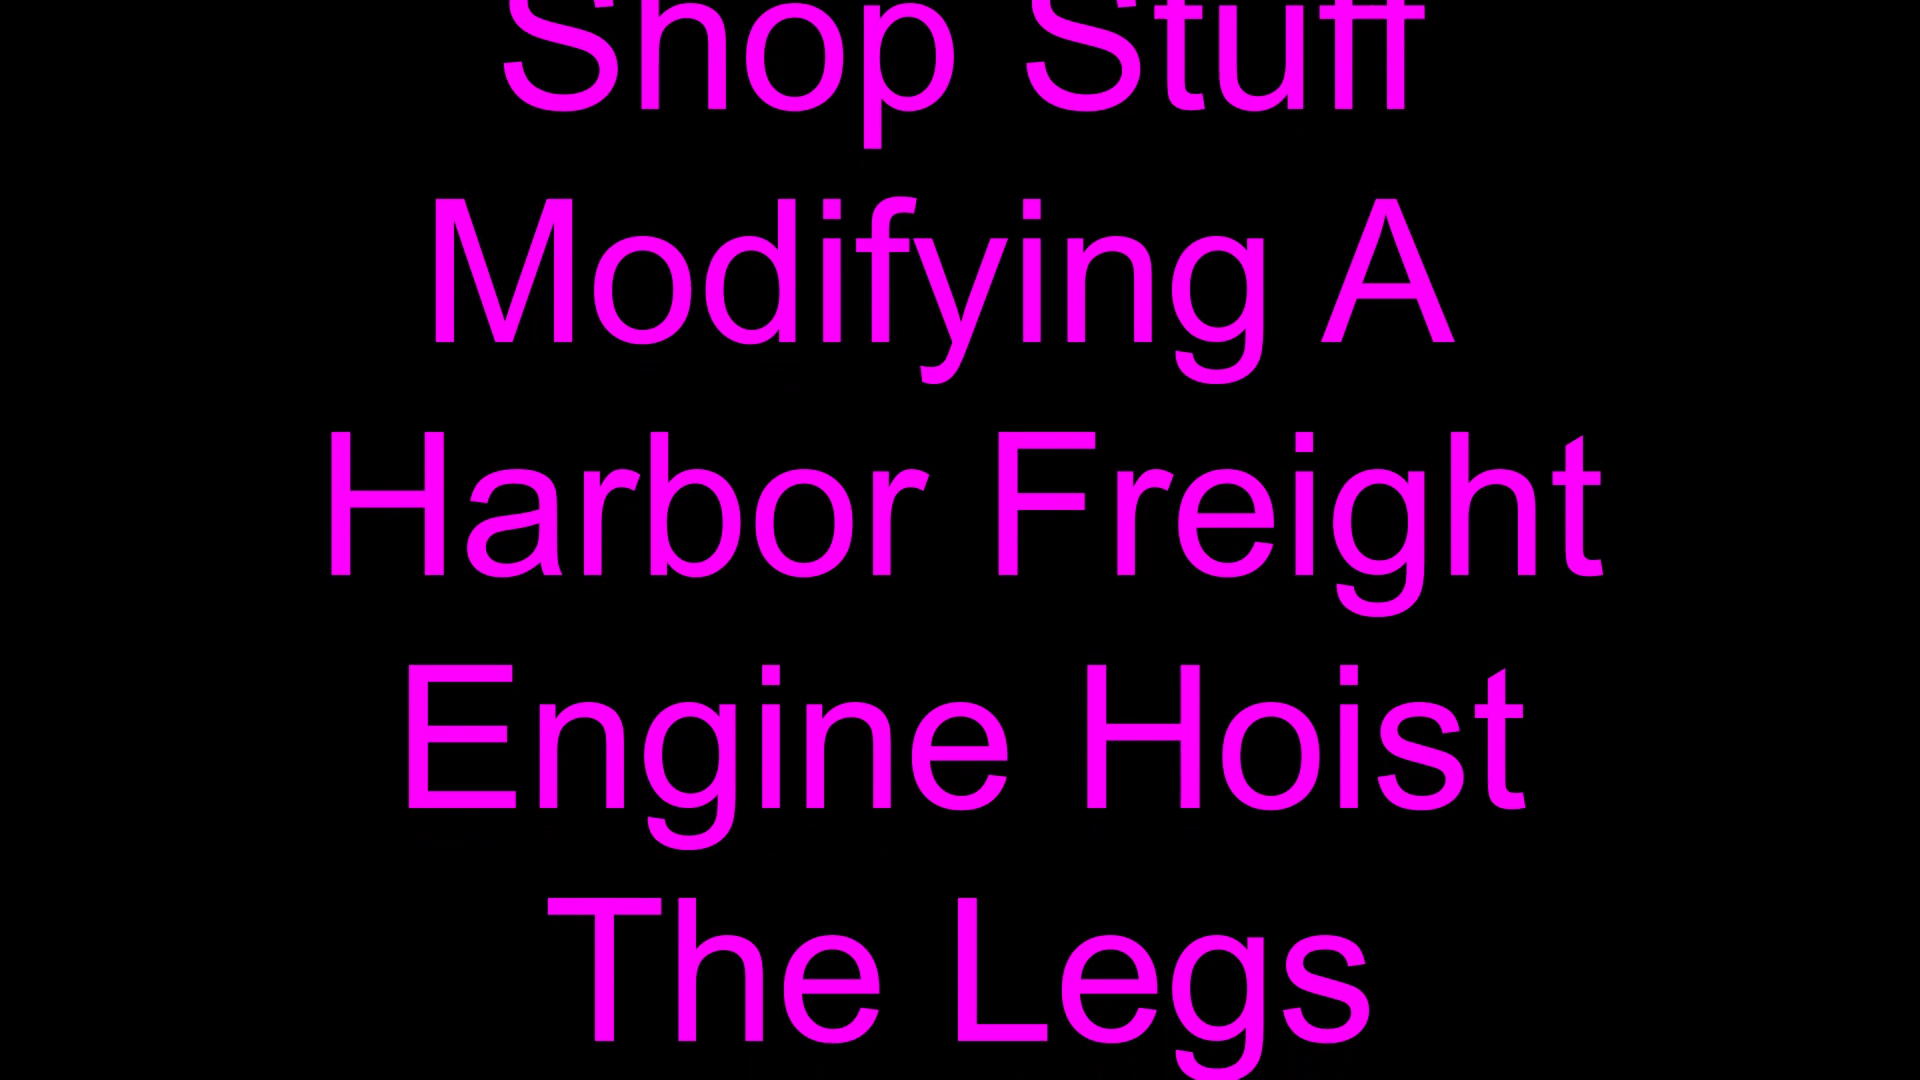 Shop Stuff
Modifying A
Harbor Freight
Engine Hoist
The Legs